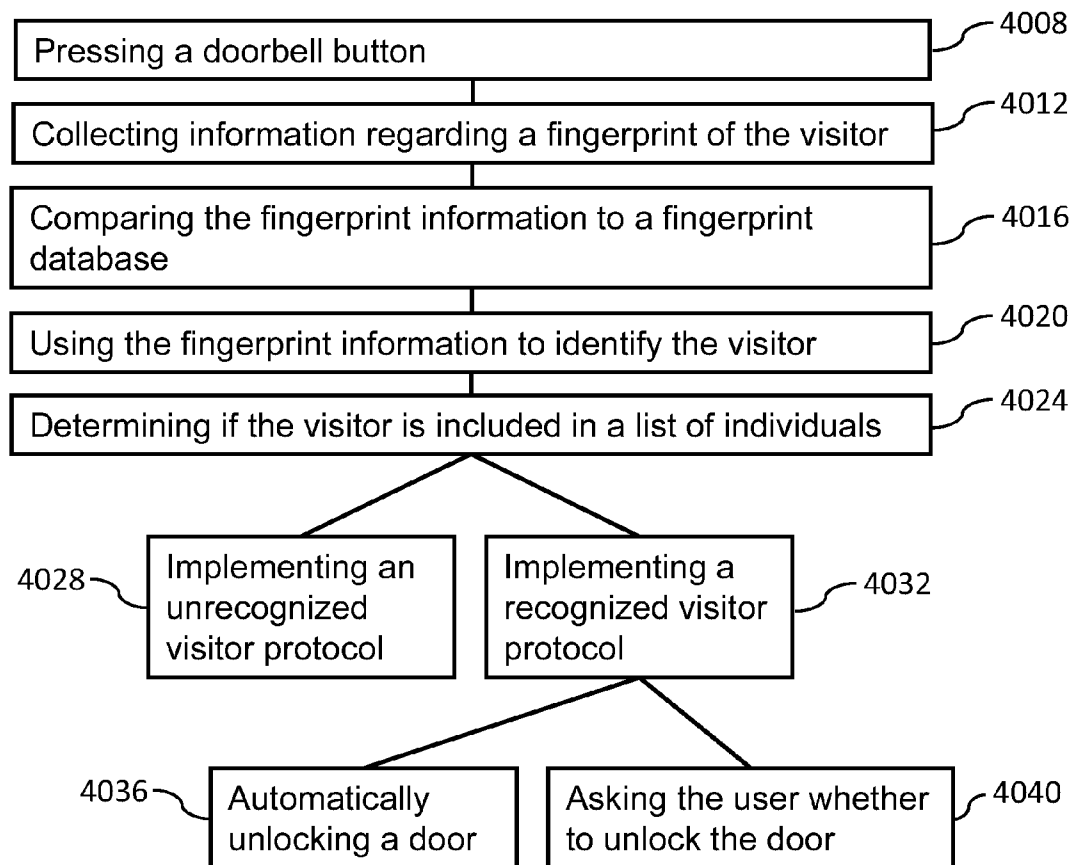 Pressing a doorbell button
4008
Collecting information regarding a fingerprint of the visitor
4012
Comparing the fingerprint information to a fingerprint
database
4016
Using the fingerprint information to identify the visitor
4020
Determining if the visitor is included in a list of individuals
4024
4028
Implementing an
unrecognized
visitor protocol
Implementing a
recognized visitor
protocol
4032
4036
Automatically
unlocking a door
Asking the user whether
to unlock the door
4040